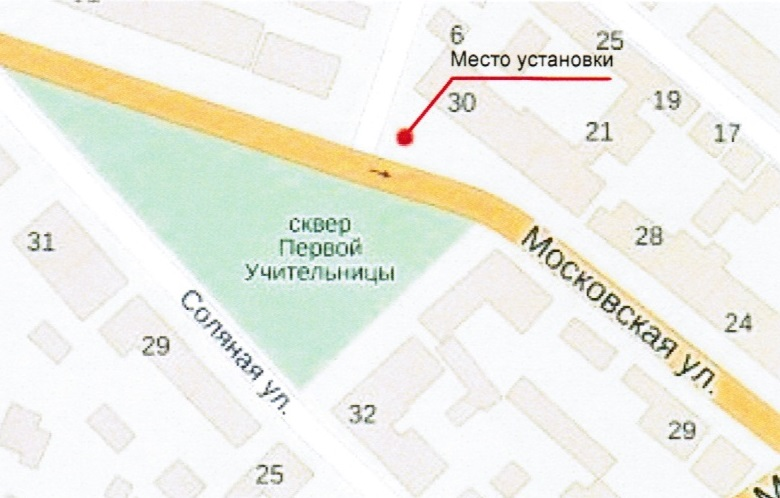 6
25
Место установки
30
19
21
17
сквер
Первой
Учительницы
31
28
Московская ул.
Соляная ул.
24
29
32
29
25